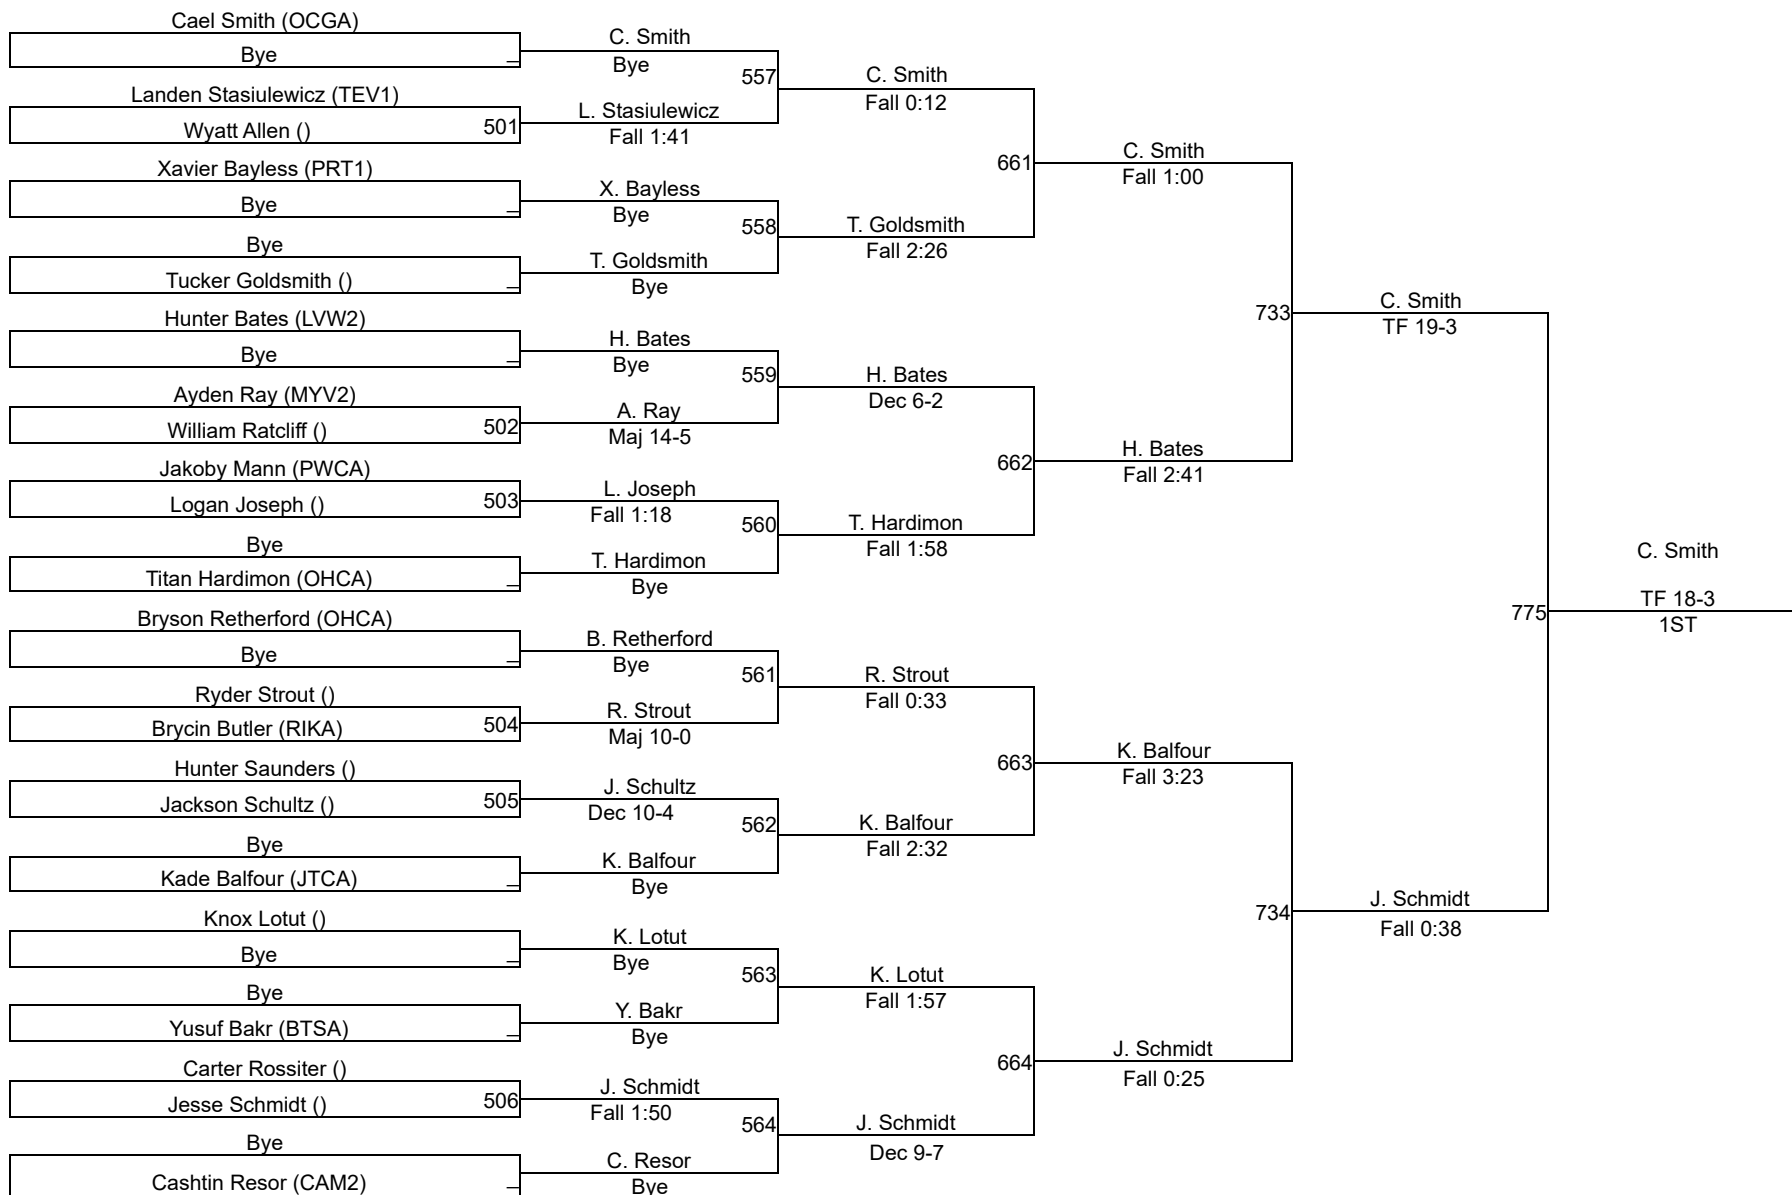 Cael Smith (OCGA)
Bye _
Landen Stasiulewicz (TEV1)
Wyatt Allen () 501
Xavier Bayless (PRT1)
Bye _
Bye
Tucker Goldsmith () _
Hunter Bates (LVW2)
Bye _
Ayden Ray (MYV2)
William Ratcliff () 502
Jakoby Mann (PWCA)
Logan Joseph () 503
Bye
Titan Hardimon (OHCA) _
Bryson Retherford (OHCA)
Bye _
Ryder Strout ()
Brycin Butler (RIKA) 504
Hunter Saunders ()
Jackson Schultz () 505
Bye
Kade Balfour (JTCA) _
Knox Lotut ()
Bye _
Bye
Yusuf Bakr (BTSA) _
Carter Rossiter ()
Jesse Schmidt () 506
Bye
Cashtin Resor (CAM2) _
C. Smith
Bye
557
L. Stasiulewicz
Fall 1:41
X. Bayless
Bye
558
T. Goldsmith
Bye
H. Bates
Bye
559
A. Ray
Maj 14-5
L. Joseph
Fall 1:18
560
T. Hardimon
Bye
B. Retherford
Bye
561
R. Strout
Maj 10-0
J. Schultz
Dec 10-4
562
K. Balfour
Bye
K. Lotut
Bye
563
Y. Bakr
Bye
J. Schmidt
Fall 1:50
564
C. Resor
Bye
C. Smith
Fall 0:12
661
T. Goldsmith
Fall 2:26
H. Bates
Dec 6-2
662
T. Hardimon
Fall 1:58
R. Strout
Fall 0:33
663
K. Balfour
Fall 2:32
K. Lotut
Fall 1:57
664
J. Schmidt
Dec 9-7
C. Smith
Fall 1:00
733
H. Bates
Fall 2:41
K. Balfour
Fall 3:23
734
J. Schmidt
Fall 0:25
C. Smith
TF 19-3
775
J. Schmidt
Fall 0:38
C. Smith
TF 18-3
1ST